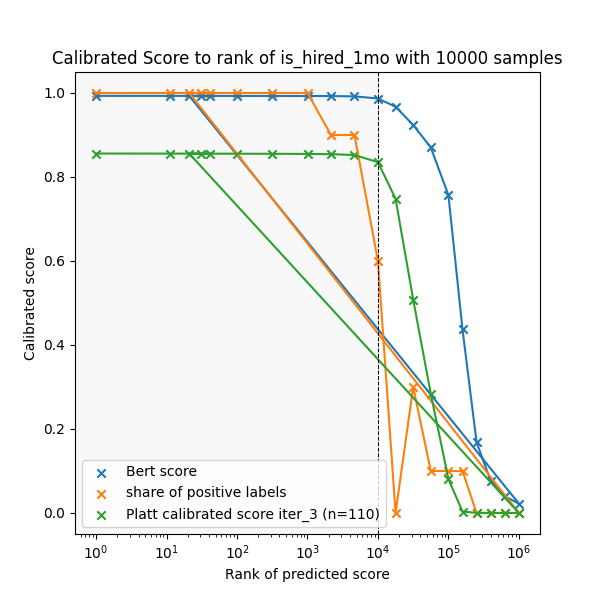 Calibrated Score to rank of is_hired_1mo with 10000 samples
Calibrated score
1.0
0.8
0.6
0.4
0.2
0.0
Bert score
share of positive labels
Platt calibrated score iter_3 (n=110)
10^0 10^1 10^2 10^3 10^4 10^5 10^6
Rank of predicted score